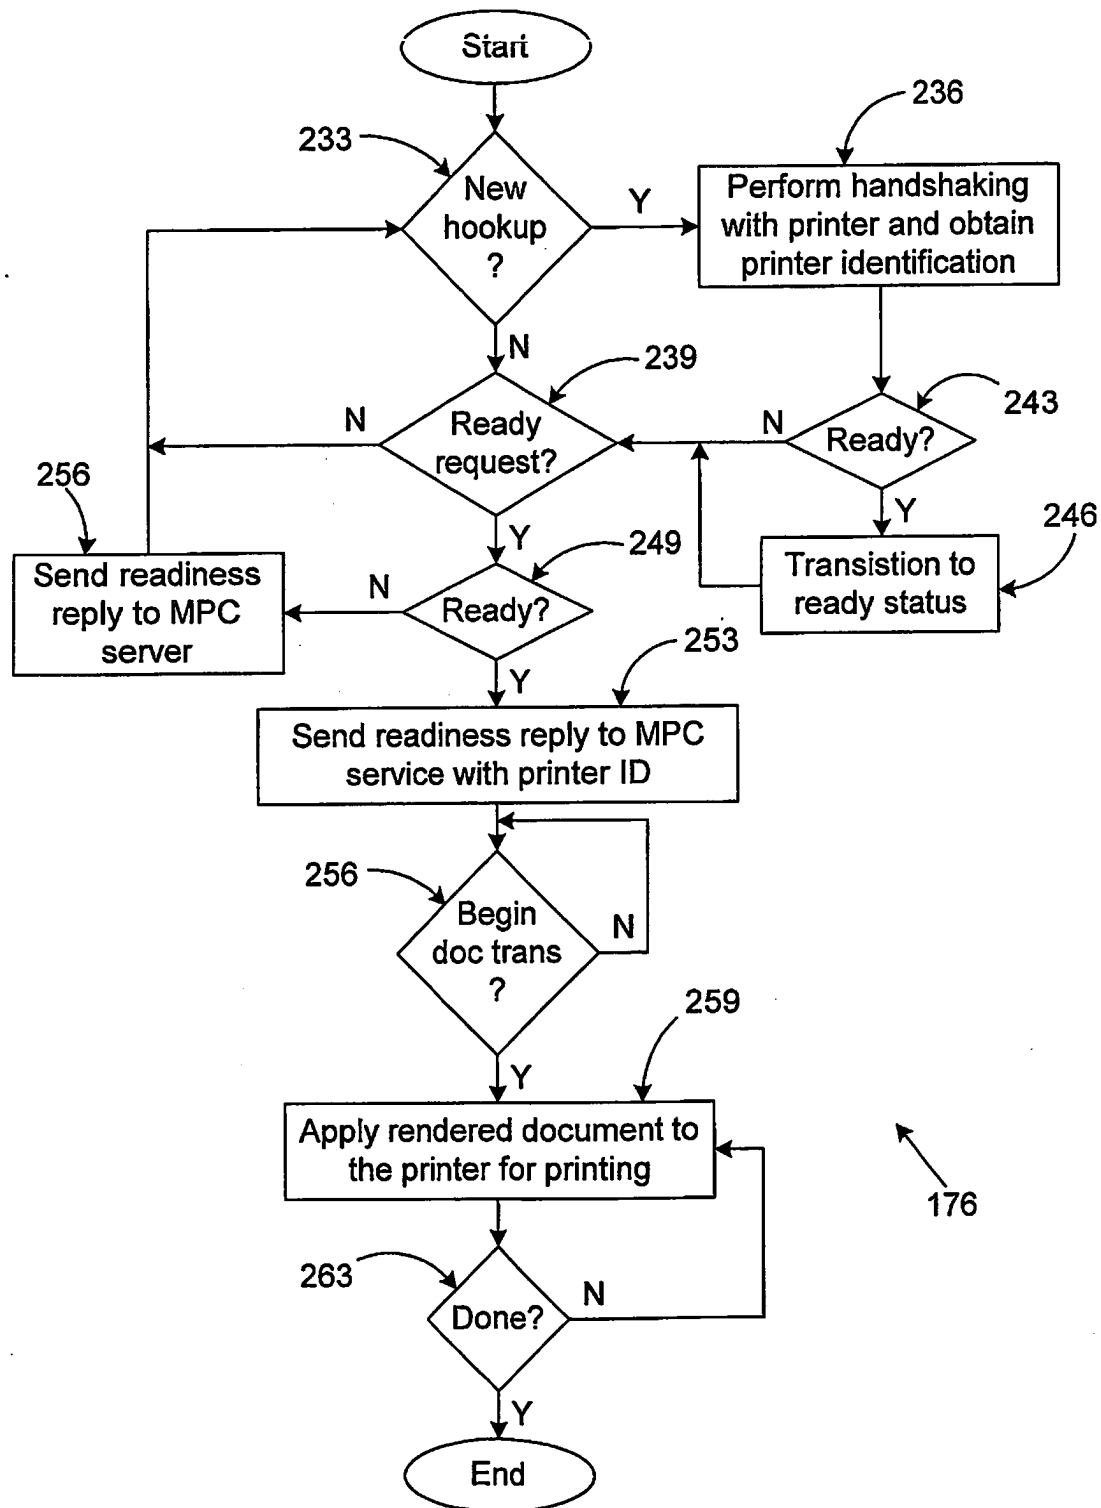 Start
236
233
New
hookup
?
Y
Perform handshaking
with printer and obtain
printer identification
N
239
243
N
Ready
request?
N
Ready?
256
Y
Y
246
249
Send readiness
reply to MPC
server
N
Ready?
Transistion to
ready status
253
Y
Send readiness reply to MPC
service with printer ID
256
Begin
doc trans
?
N
259
Y
Apply rendered document to
the printer for printing
176
263
Done?
N
Y
End